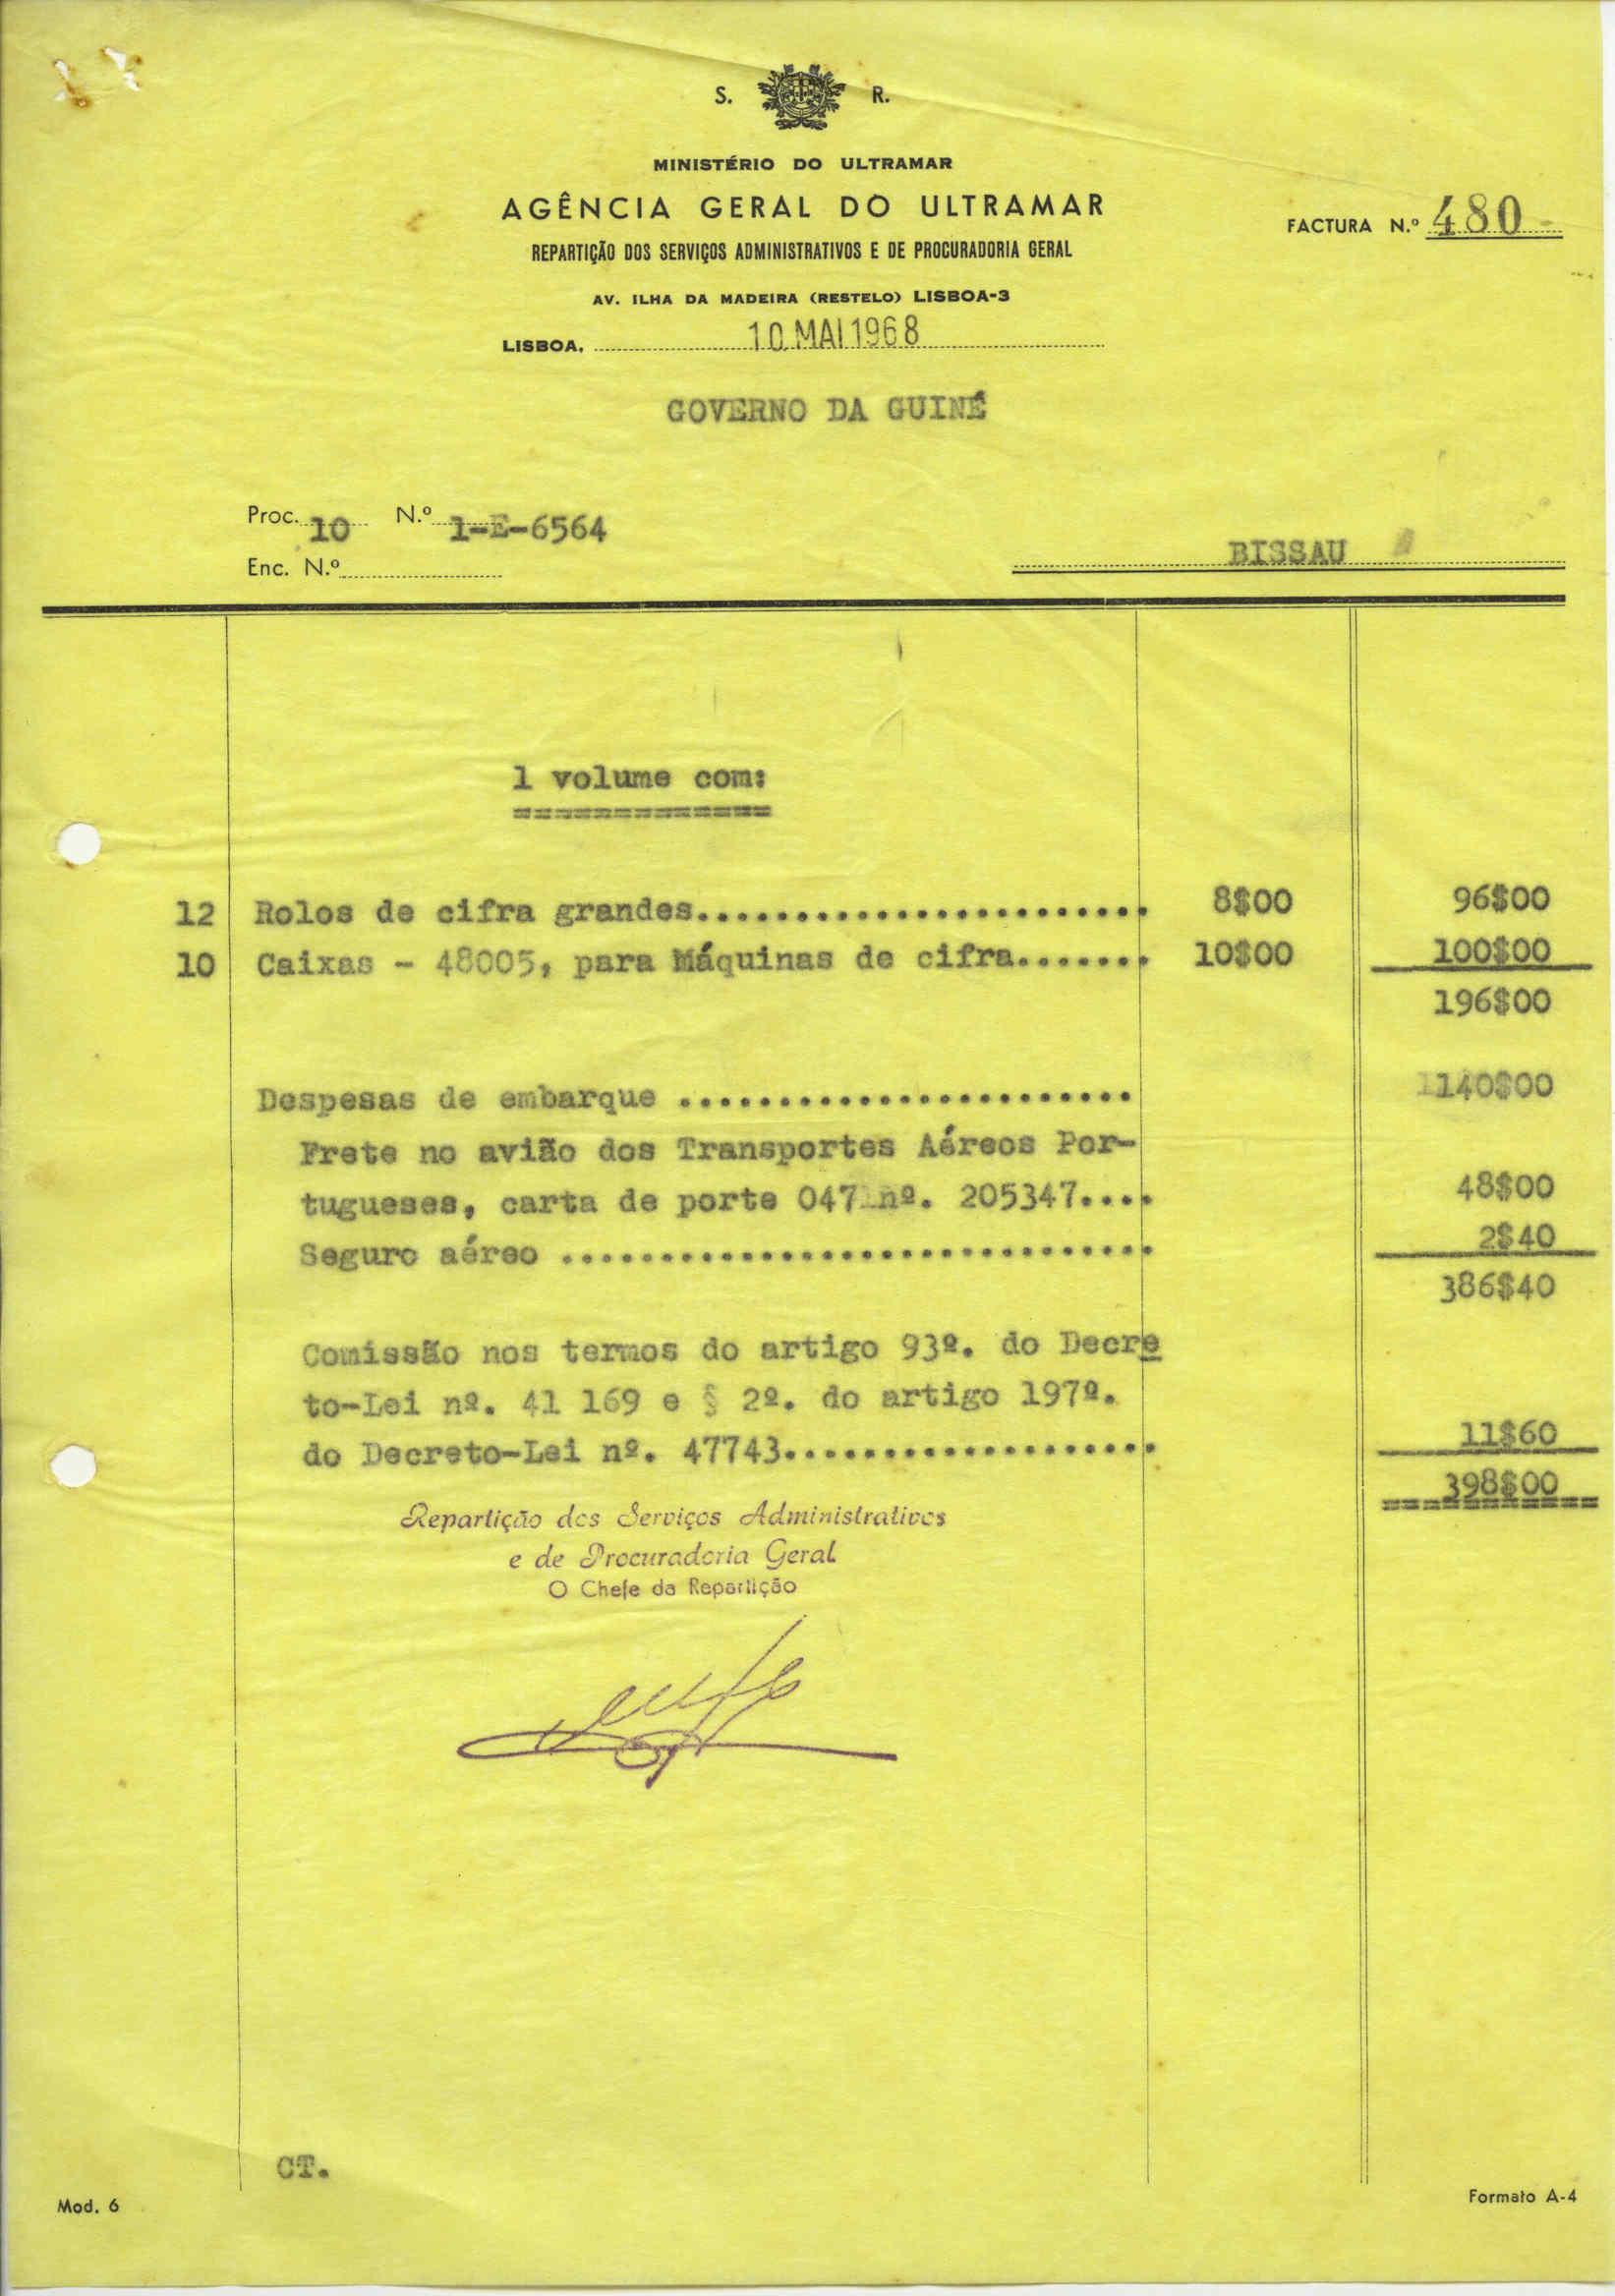 S. R.
MINISTÉRIO DO ULTRAMAR
AGÊNCIA GERAL DO ULTRAMAR
REPARTIÇÃO DOS SERVIÇOS ADMINISTRATIVOS E DE PROCURADORIA GERAL
FACTURA N.º 480
AV. ILHA DA MADEIRA (RESTELO) LISBOA-3
LISBOA, 10 MAI 1968
GOVERNO DA GUINÉ
Proc. 10 N.º 1-E-6564
BISSAU
Enc. N.º
1 volume com:
12 Rolos de cifra grandes....................... 8$00 96$00
10 Caixas - 48005, para Máquinas de cifra....... 10$00 100$00
196$00
Despesas de embarque ....................... 140$00
Frete no avião dos Transportes Aéreos Por-
tugueses, carta de porte 047 nº. 205347.... 48$00
Seguro aéreo .............................. 2$40
386$40
Comissão nos termos do artigo 93º. do Decre
to-Lei nº. 41 169 e § 2º. do artigo 197º.
do Decreto-Lei nº. 47743................... 11$60
398$00
Repartição dos Serviços Administrativos
e de Procuradoria Geral
O Chefe da Repartição
CT.
Mod. 6
Formato A-4